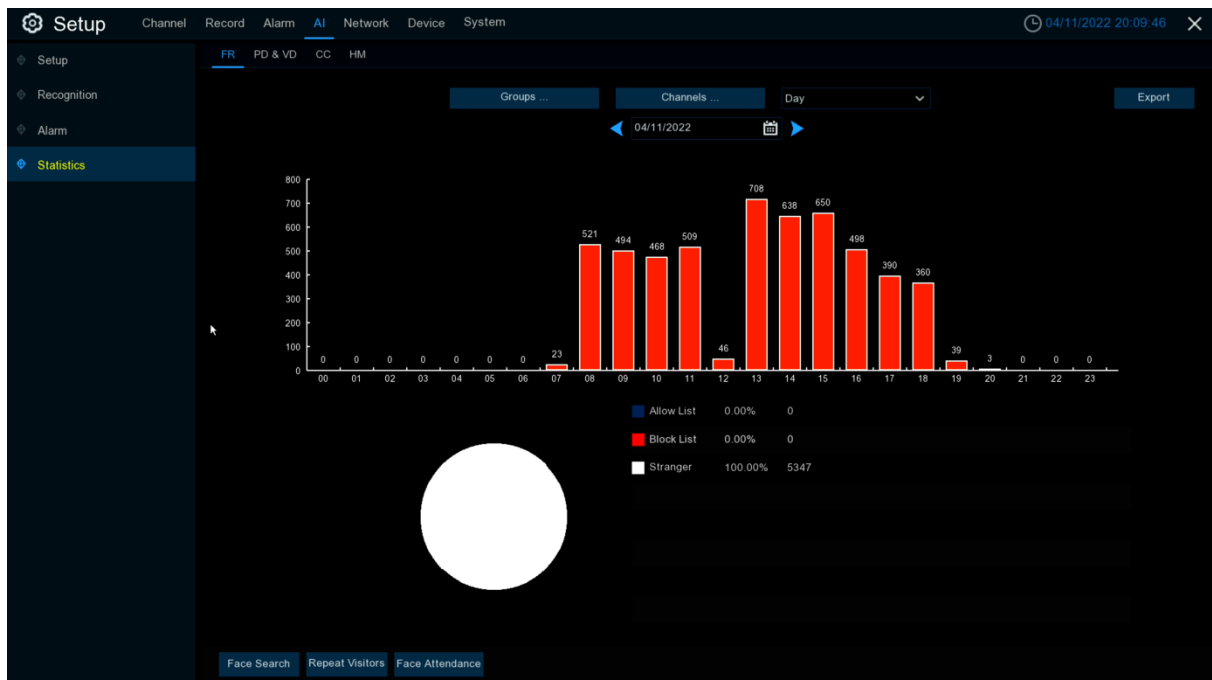 Setup Channel Record Alarm AI Network Device System 04/11/2022 20:09:46
Setup
Recognition
Alarm
Statistics
FR PD & VD CC HM
Groups ... Channels ... Day Export
04/11/2022
800
700
600
500
400
300
200
100
0
0 0 0 0 0 0 0 23 521 494 468 509 46 708 638 650 498 390 360 39 3 0 0 0
00 01 02 03 04 05 06 07 08 09 10 11 12 13 14 15 16 17 18 19 20 21 22 23
Allow List 0.00% 0
Block List 0.00% 0
Stranger 100.00% 5347
Face Search Repeat Visitors Face Attendance